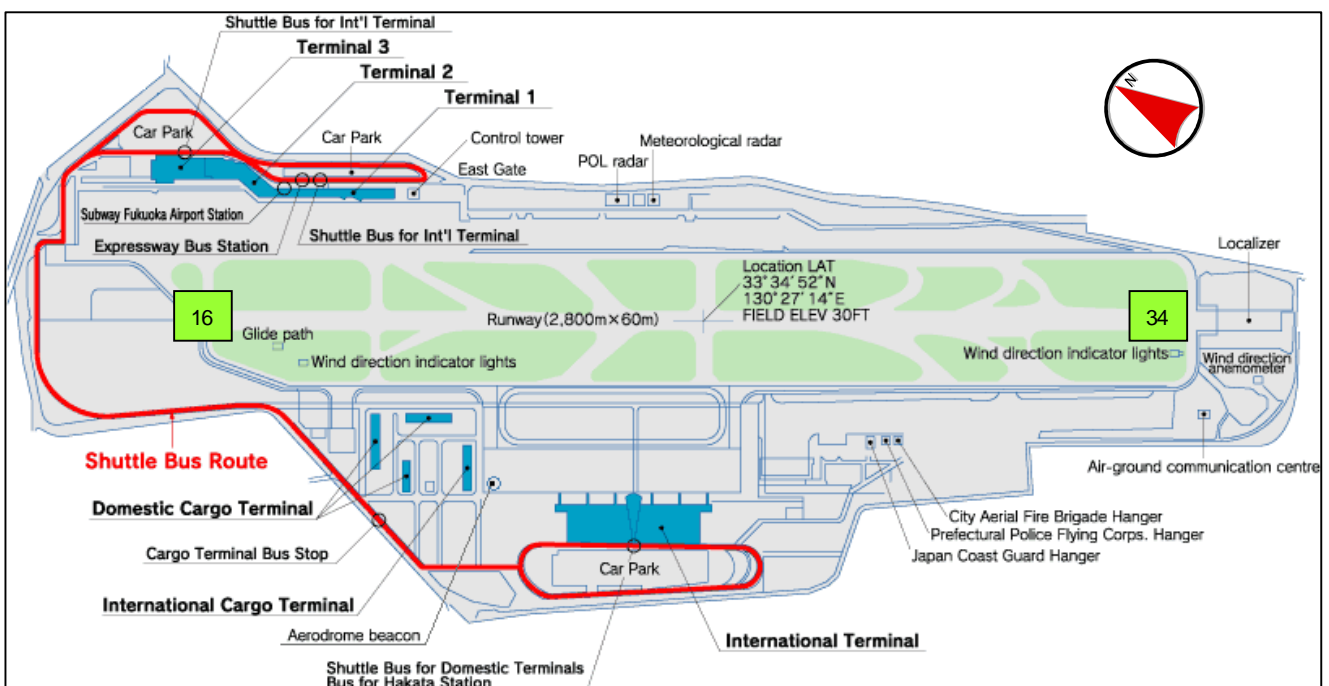 Shuttle Bus for Int'l Terminal
Terminal 3
Terminal 2
Terminal 1
N
Car Park
Car Park
Control tower
Meteorological radar
POL radar
East Gate
Subway Fukuoka Airport Station
Expressway Bus Station
Shuttle Bus for Int'l Terminal
Localizer
Location LAT
33°34′52″N
130°27′14″E
FIELD ELEV 30FT
16
Runway(2,800m×60m)
34
Glide path
Wind direction indicator lights
Wind direction indicator lights
Wind direction
anemometer
Shuttle Bus Route
Air-ground communication centre
Domestic Cargo Terminal
City Aerial Fire Brigade Hanger
Prefectural Police Flying Corps. Hanger
Japan Coast Guard Hanger
Cargo Terminal Bus Stop
Car Park
International Cargo Terminal
Aerodrome beacon
International Terminal
Shuttle Bus for Domestic Terminals
Bus for Hakata Station